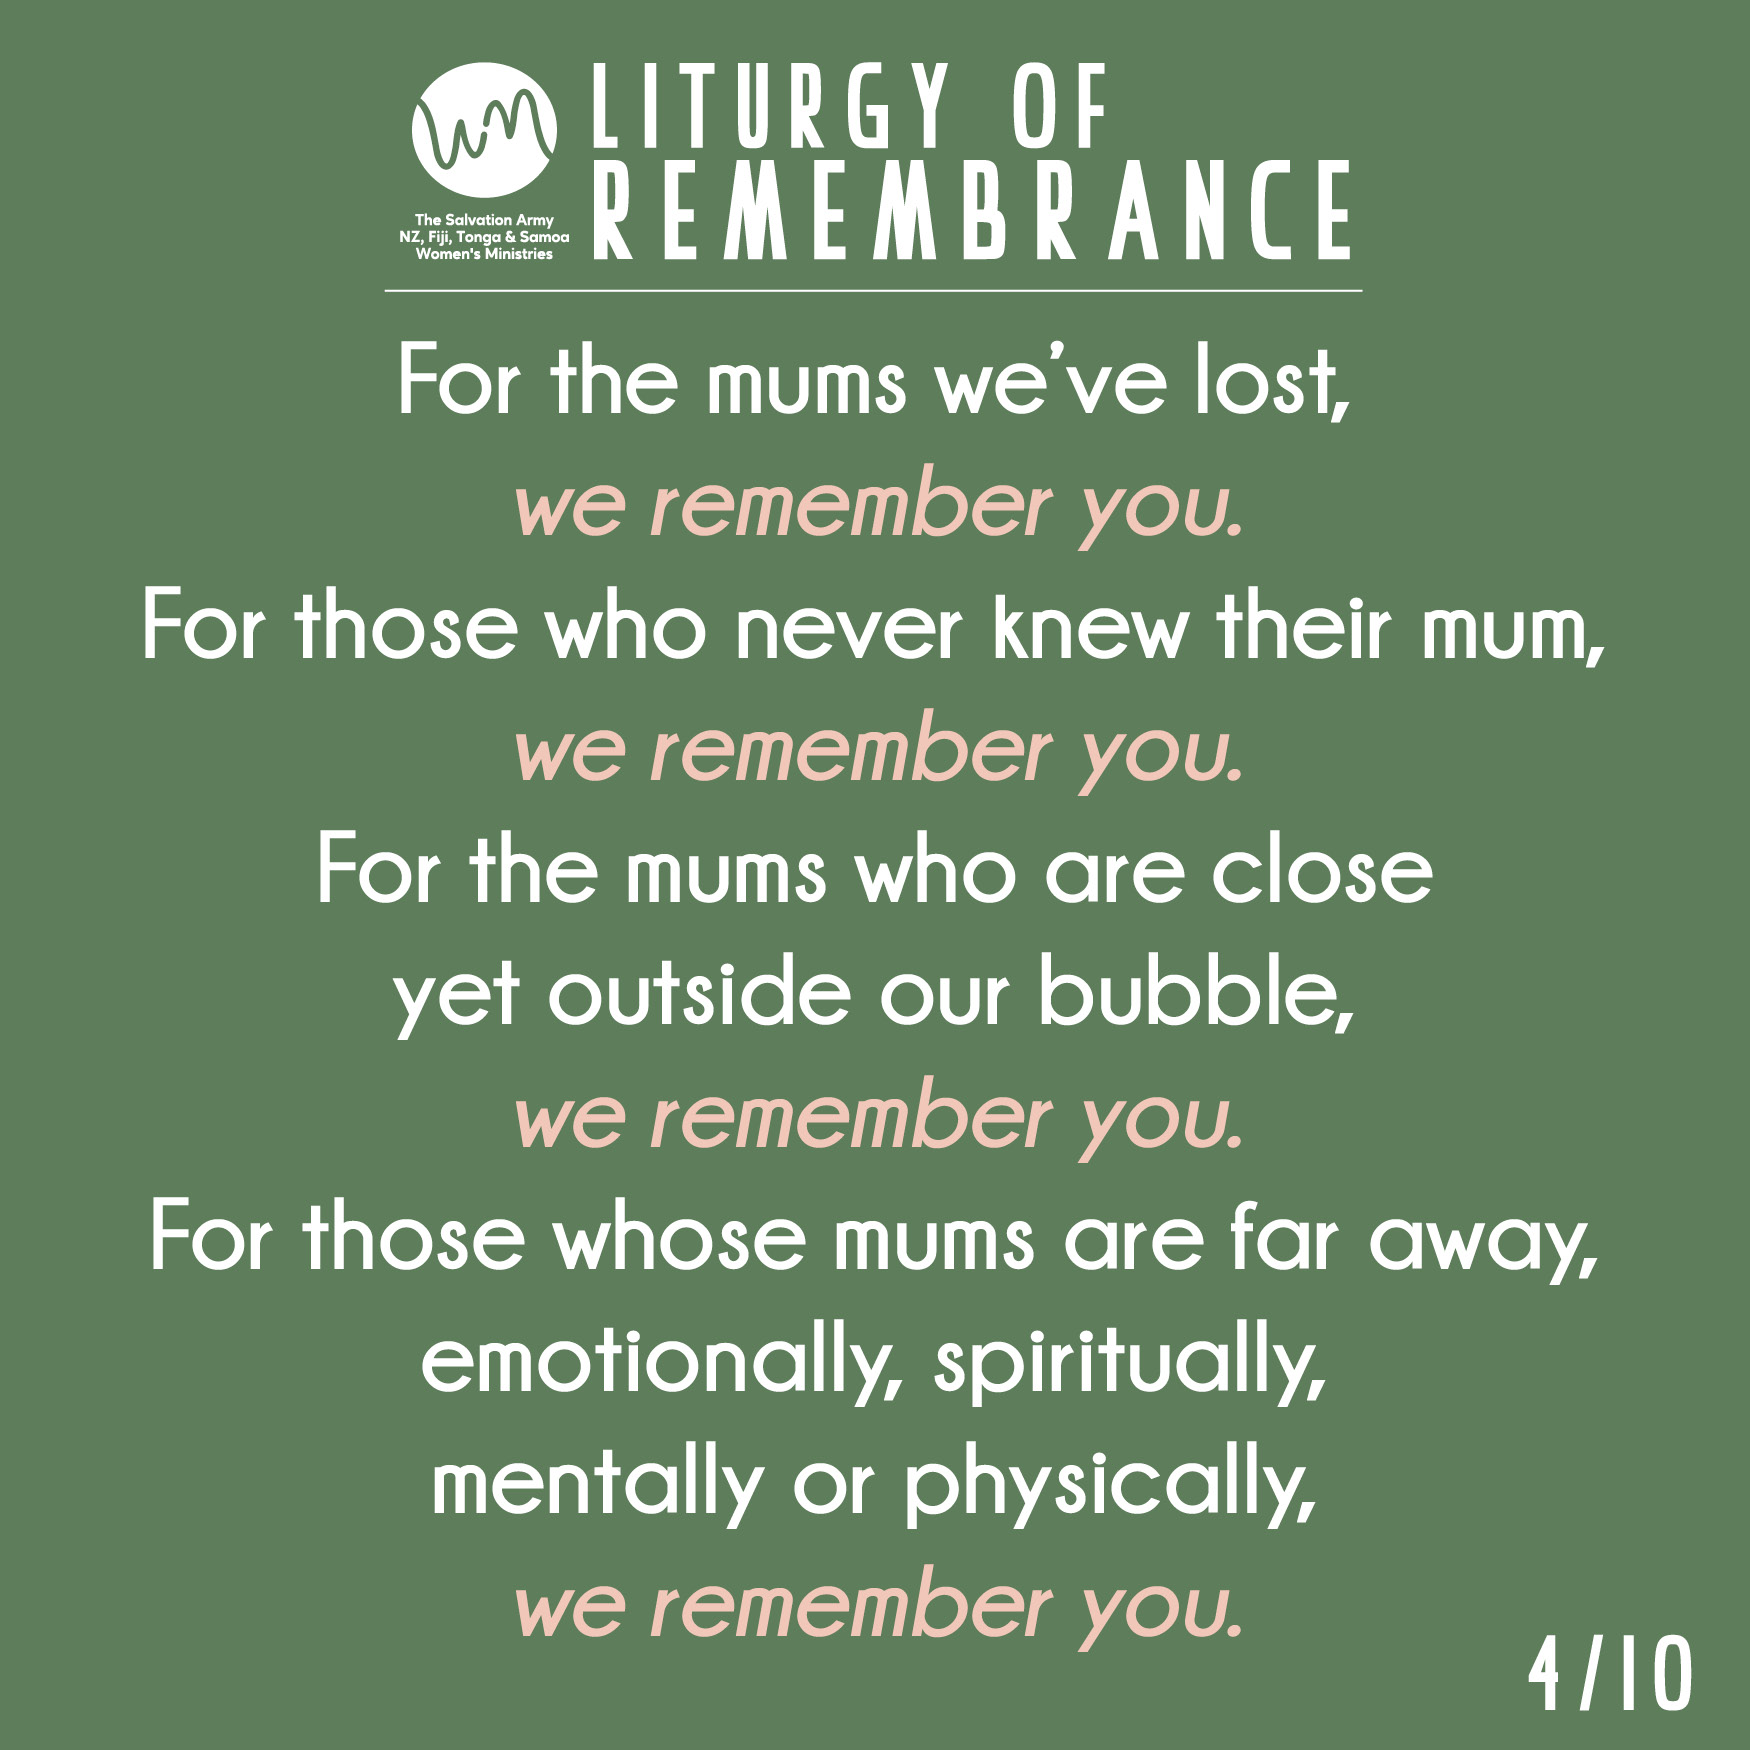 LITURGY OF
REMEMBRANCE
wm
The Salvation Army
NZ, Fiji, Tonga & Samoa
Women's Ministries
For the mums we’ve lost,
we remember you.
For those who never knew their mum,
we remember you.
For the mums who are close
yet outside our bubble,
we remember you.
For those whose mums are far away,
emotionally, spiritually,
mentally or physically,
we remember you.
4/10